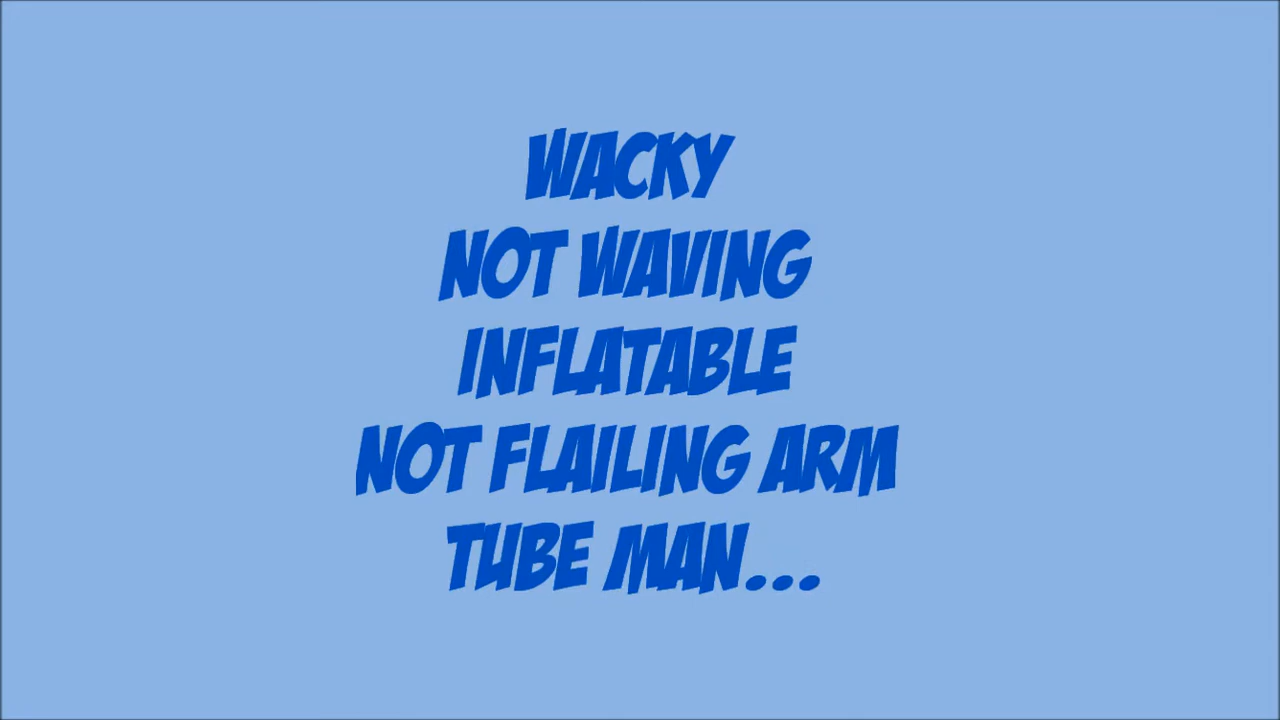 WACKY
NOT WAVING
INFLATABLE
NOT FLAILING ARM
TUBE MAN...